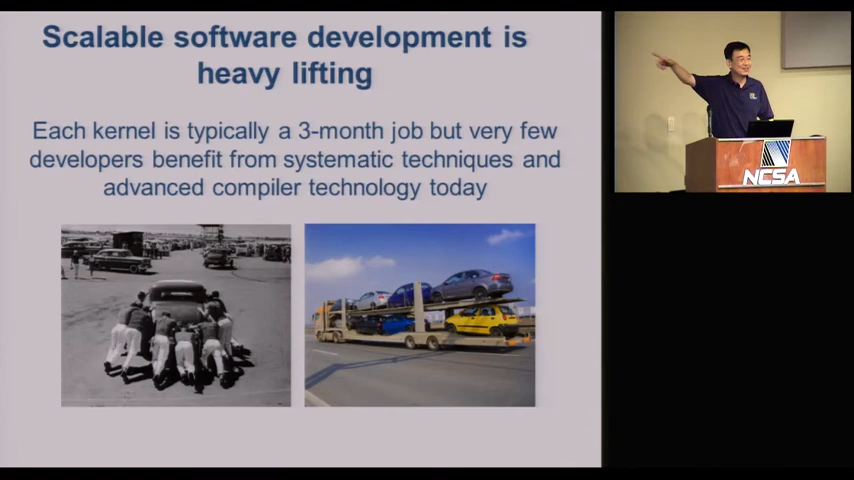 Scalable software development is
heavy lifting
Each kernel is typically a 3-month job but very few
developers benefit from systematic techniques and
advanced compiler technology today
NCSA